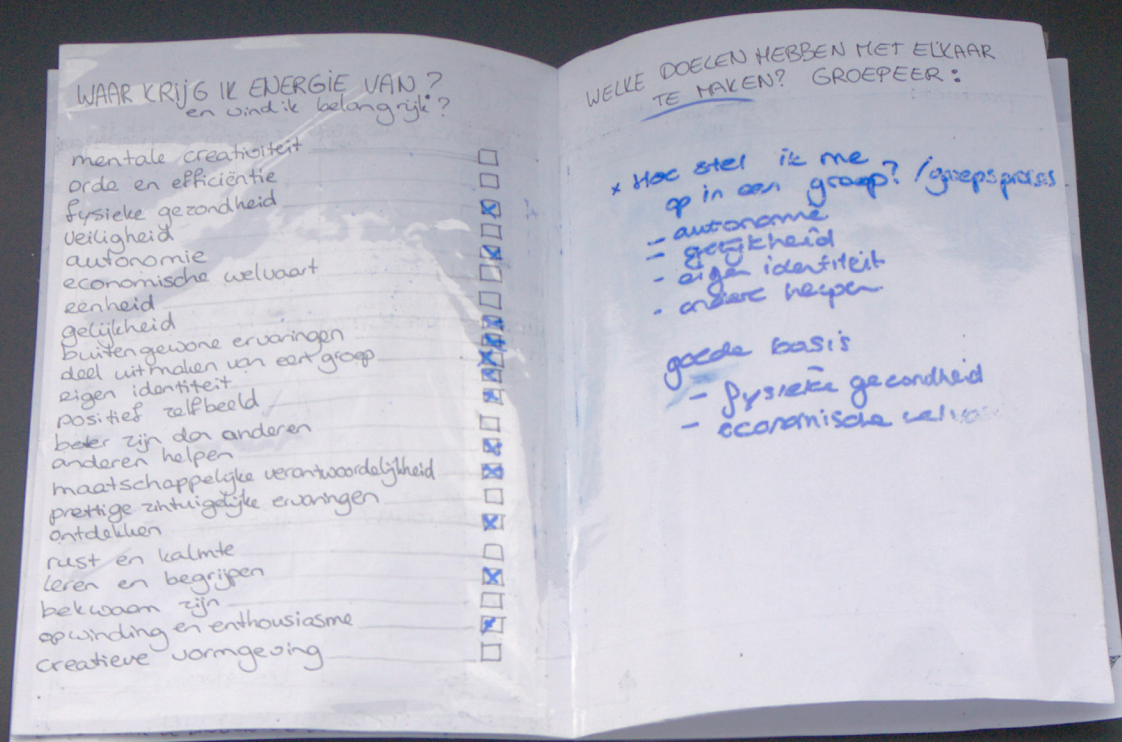 WAAR KRIJG IK ENERGIE VAN?
en vind ik belangrijk?
mentale creativiteit
orde en efficiëntie
fysieke gezondheid
veiligheid
autonomie
economische welvaart
eenheid
gelijkheid
buitengewone ervaringen
deel uitmaken van een groep
eigen identiteit
positief zelfbeeld
beter zijn dan anderen
anderen helpen
maatschappelijke verantwoordelijkheid
prettige zintuigelijke ervaringen
ontdekken
rust en kalmte
leren en begrijpen
bekwaam zijn
opwinding en enthousiasme
creatieve vormgeving
WELKE DOELEN HEBBEN MET ELKAAR
TE MAKEN? GROEPEER:
x Hoe stel ik me
op in een groep? /groepsproces
- autonomie
- gelijkheid
- eigen identiteit
- andere helpen
goede basis
- fysieke gezondheid
- economische